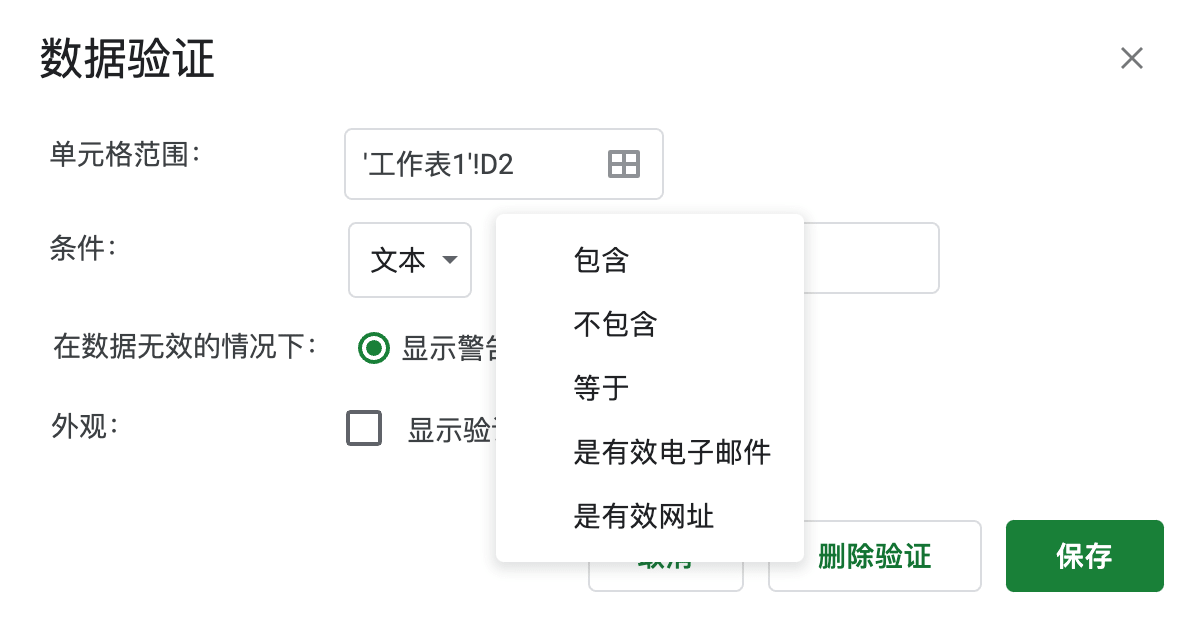 数据验证
单元格范围：
'工作表1'!D2
条件：
文本
包含
不包含
等于
是有效电子邮件
是有效网址
在数据无效的情况下：
显示警
外观：
显示验
删除验证
保存